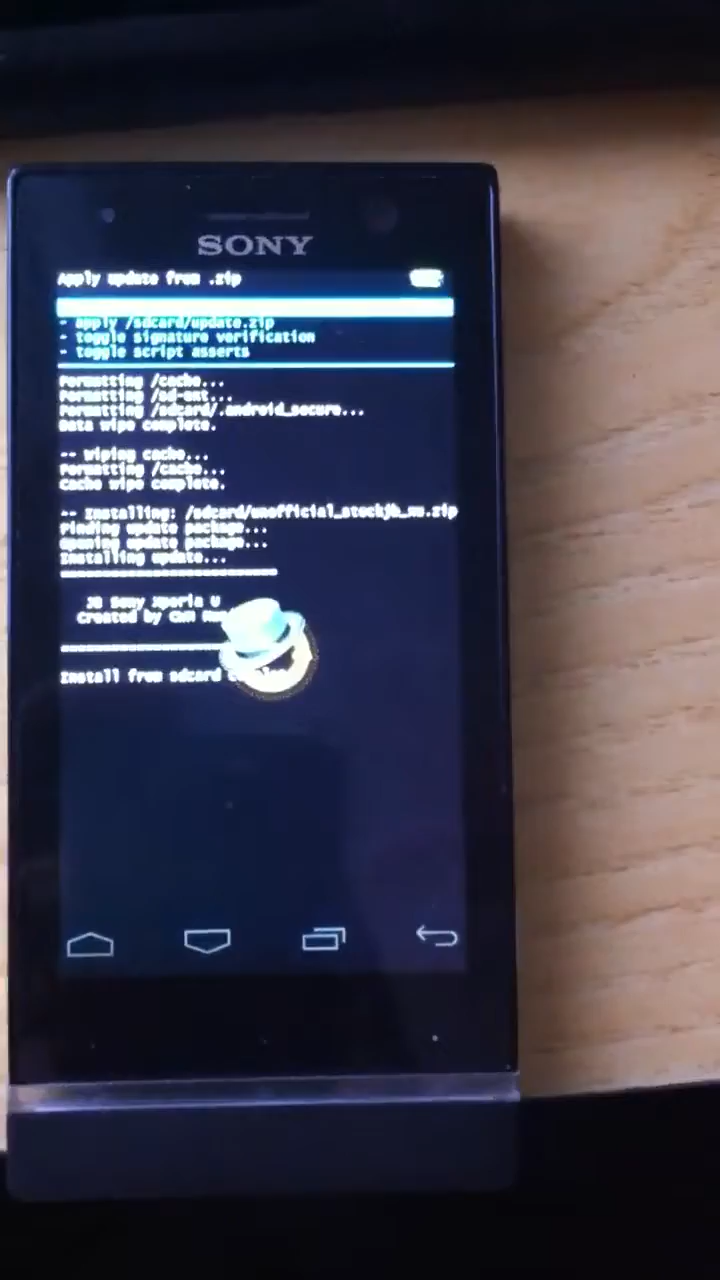 SONY
Apply update from .zip
- apply /sdcard/update.zip
- toggle signature verification
- toggle script asserts
Formatting /cache...
Formatting /sd-ext...
Formatting /sdcard/.android_secure...
Data wipe complete.
-- Wiping cache...
Formatting /cache...
Cache wipe complete.
-- Installing: /sdcard/unofficial_stockjb_
Finding update package...
Opening update package...
Installing update...
JB Sony Xperia U
Created by
Install from sdcard